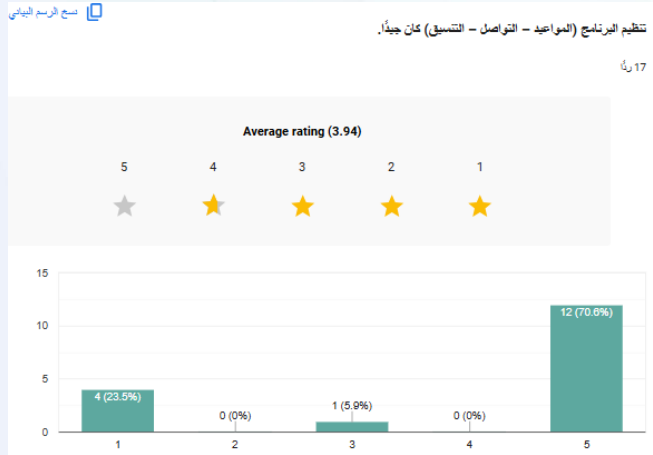 نسخ الرسم البياني
تنظيم البرنامج (المواعيد – التواصل – التنسيق) كان جيدًا.
17 ردًا
Average rating (3.94)
5 4 3 2 1
15
10
5
0
4 (23.5%)
0 (0%)
1 (5.9%)
0 (0%)
12 (70.6%)
1 2 3 4 5